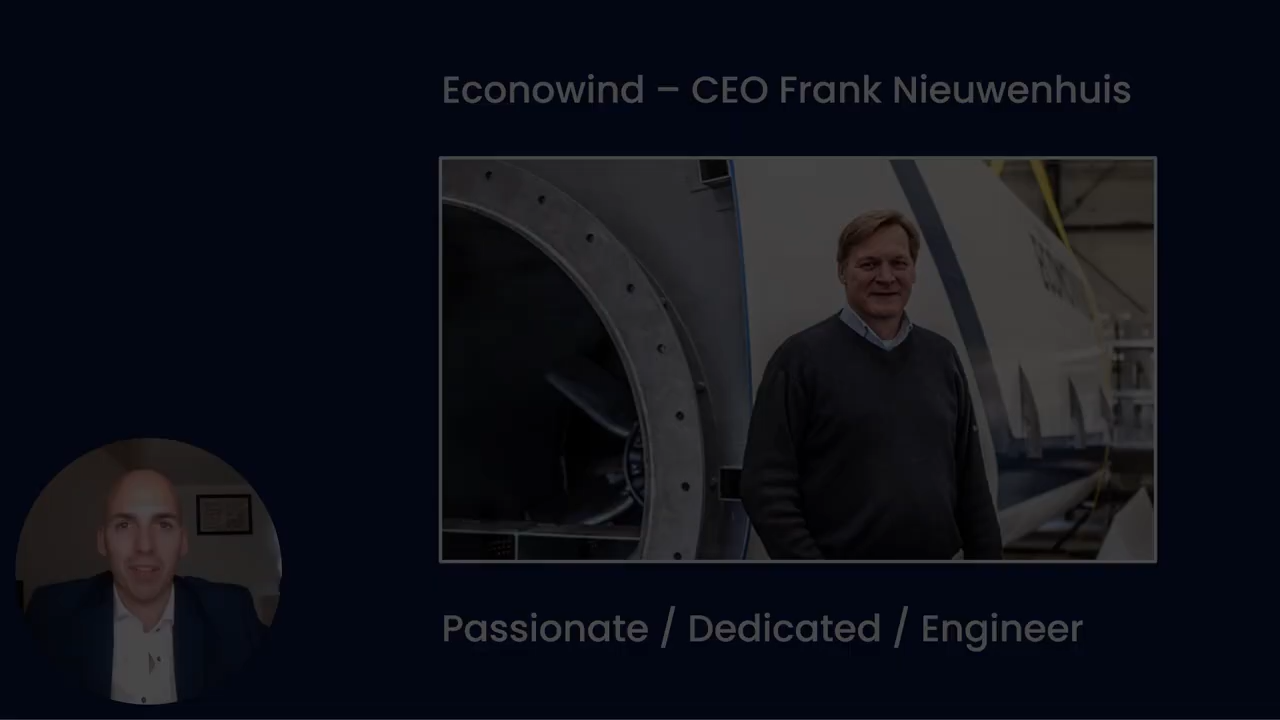 Econowind – CEO Frank Nieuwenhuis
Passionate / Dedicated / Engineer